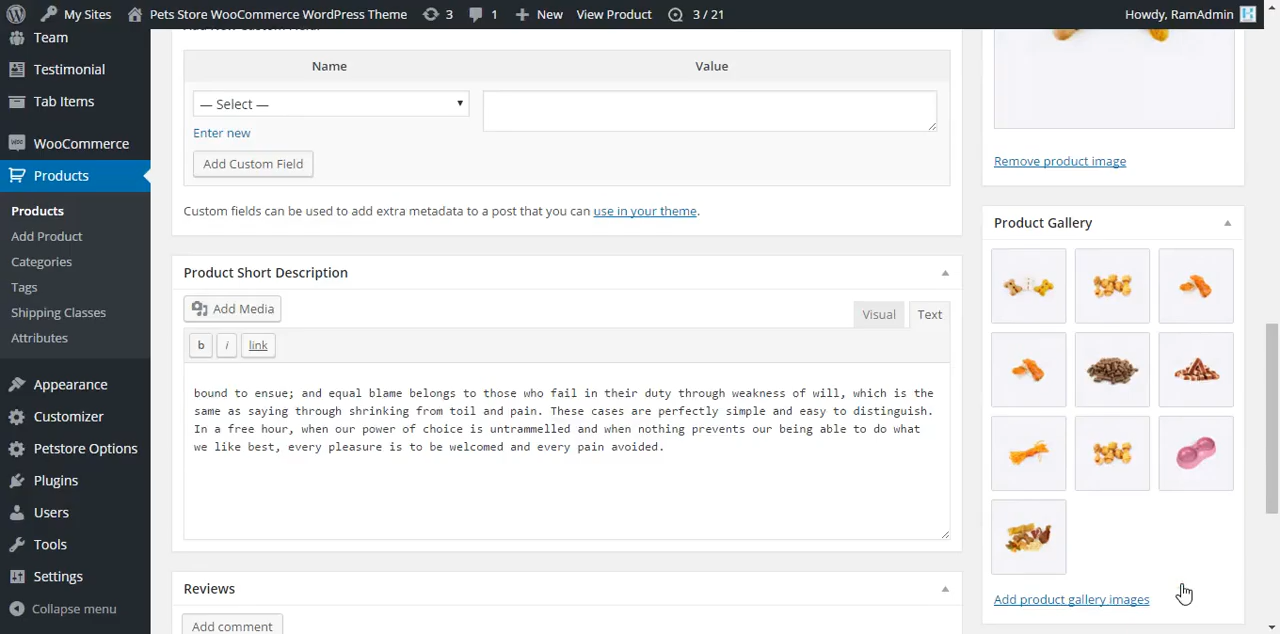 My Sites
Pets Store WooCommerce WordPress Theme
3
1
New
View Product
3 / 21
Howdy, RamAdmin
Team
Testimonial
Tab Items
WooCommerce
Products
Products
Add Product
Categories
Tags
Shipping Classes
Attributes
Appearance
Customizer
Petstore Options
Plugins
Users
Tools
Settings
Collapse menu
Name
Value
— Select —
Enter new
Add Custom Field
Custom fields can be used to add extra metadata to a post that you can use in your theme.
Product Short Description
Add Media
Visual
Text
b
i
link
bound to ensue; and equal blame belongs to those who fail in their duty through weakness of will, which is the
same as saying through shrinking from toil and pain. These cases are perfectly simple and easy to distinguish.
In a free hour, when our power of choice is untrammelled and when nothing prevents our being able to do what
we like best, every pleasure is to be welcomed and every pain avoided.
Reviews
Add comment
Remove product image
Product Gallery
Add product gallery images